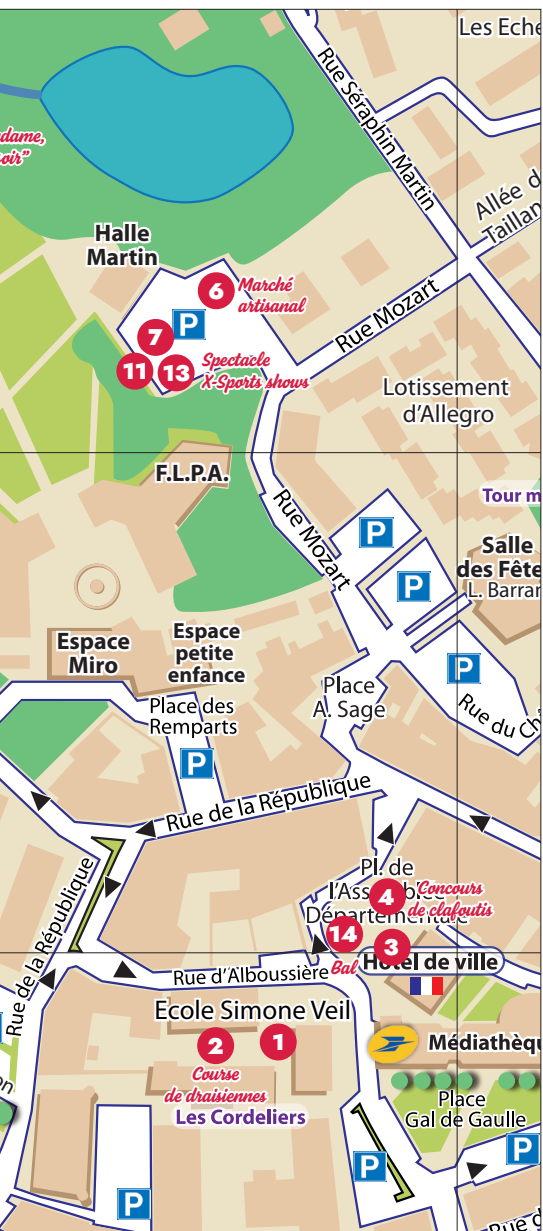 Les Eche
Rue Séraphin Martin
dame,
oir”
Allée d
Taillan
Halle
Martin
6
Marché
artisanal
P
7
Rue Mozart
11
13
Spectacle
X-Sports shows
Lotissement
d’Allegro
F.L.P.A.
Rue Mozart
Tour m
P
Salle
des Fête
L. Barrar
P
Espace
Miro
Espace
petite
enfance
P
Place
A. Sage
Place des
Remparts
Rue du Ch
P
Rue de la République
Rue de la République
Pl. de
l’Assemblée
Départementale
4
Concours
de clafoutis
14
3
Bal
Hôtel de ville
Rue d’Alboussière
Ecole Simone Veil
2
1
Médiathèqu
Course
de draisiennes
Les Cordeliers
on
Place
Gal de Gaulle
P
P
P
Rue d